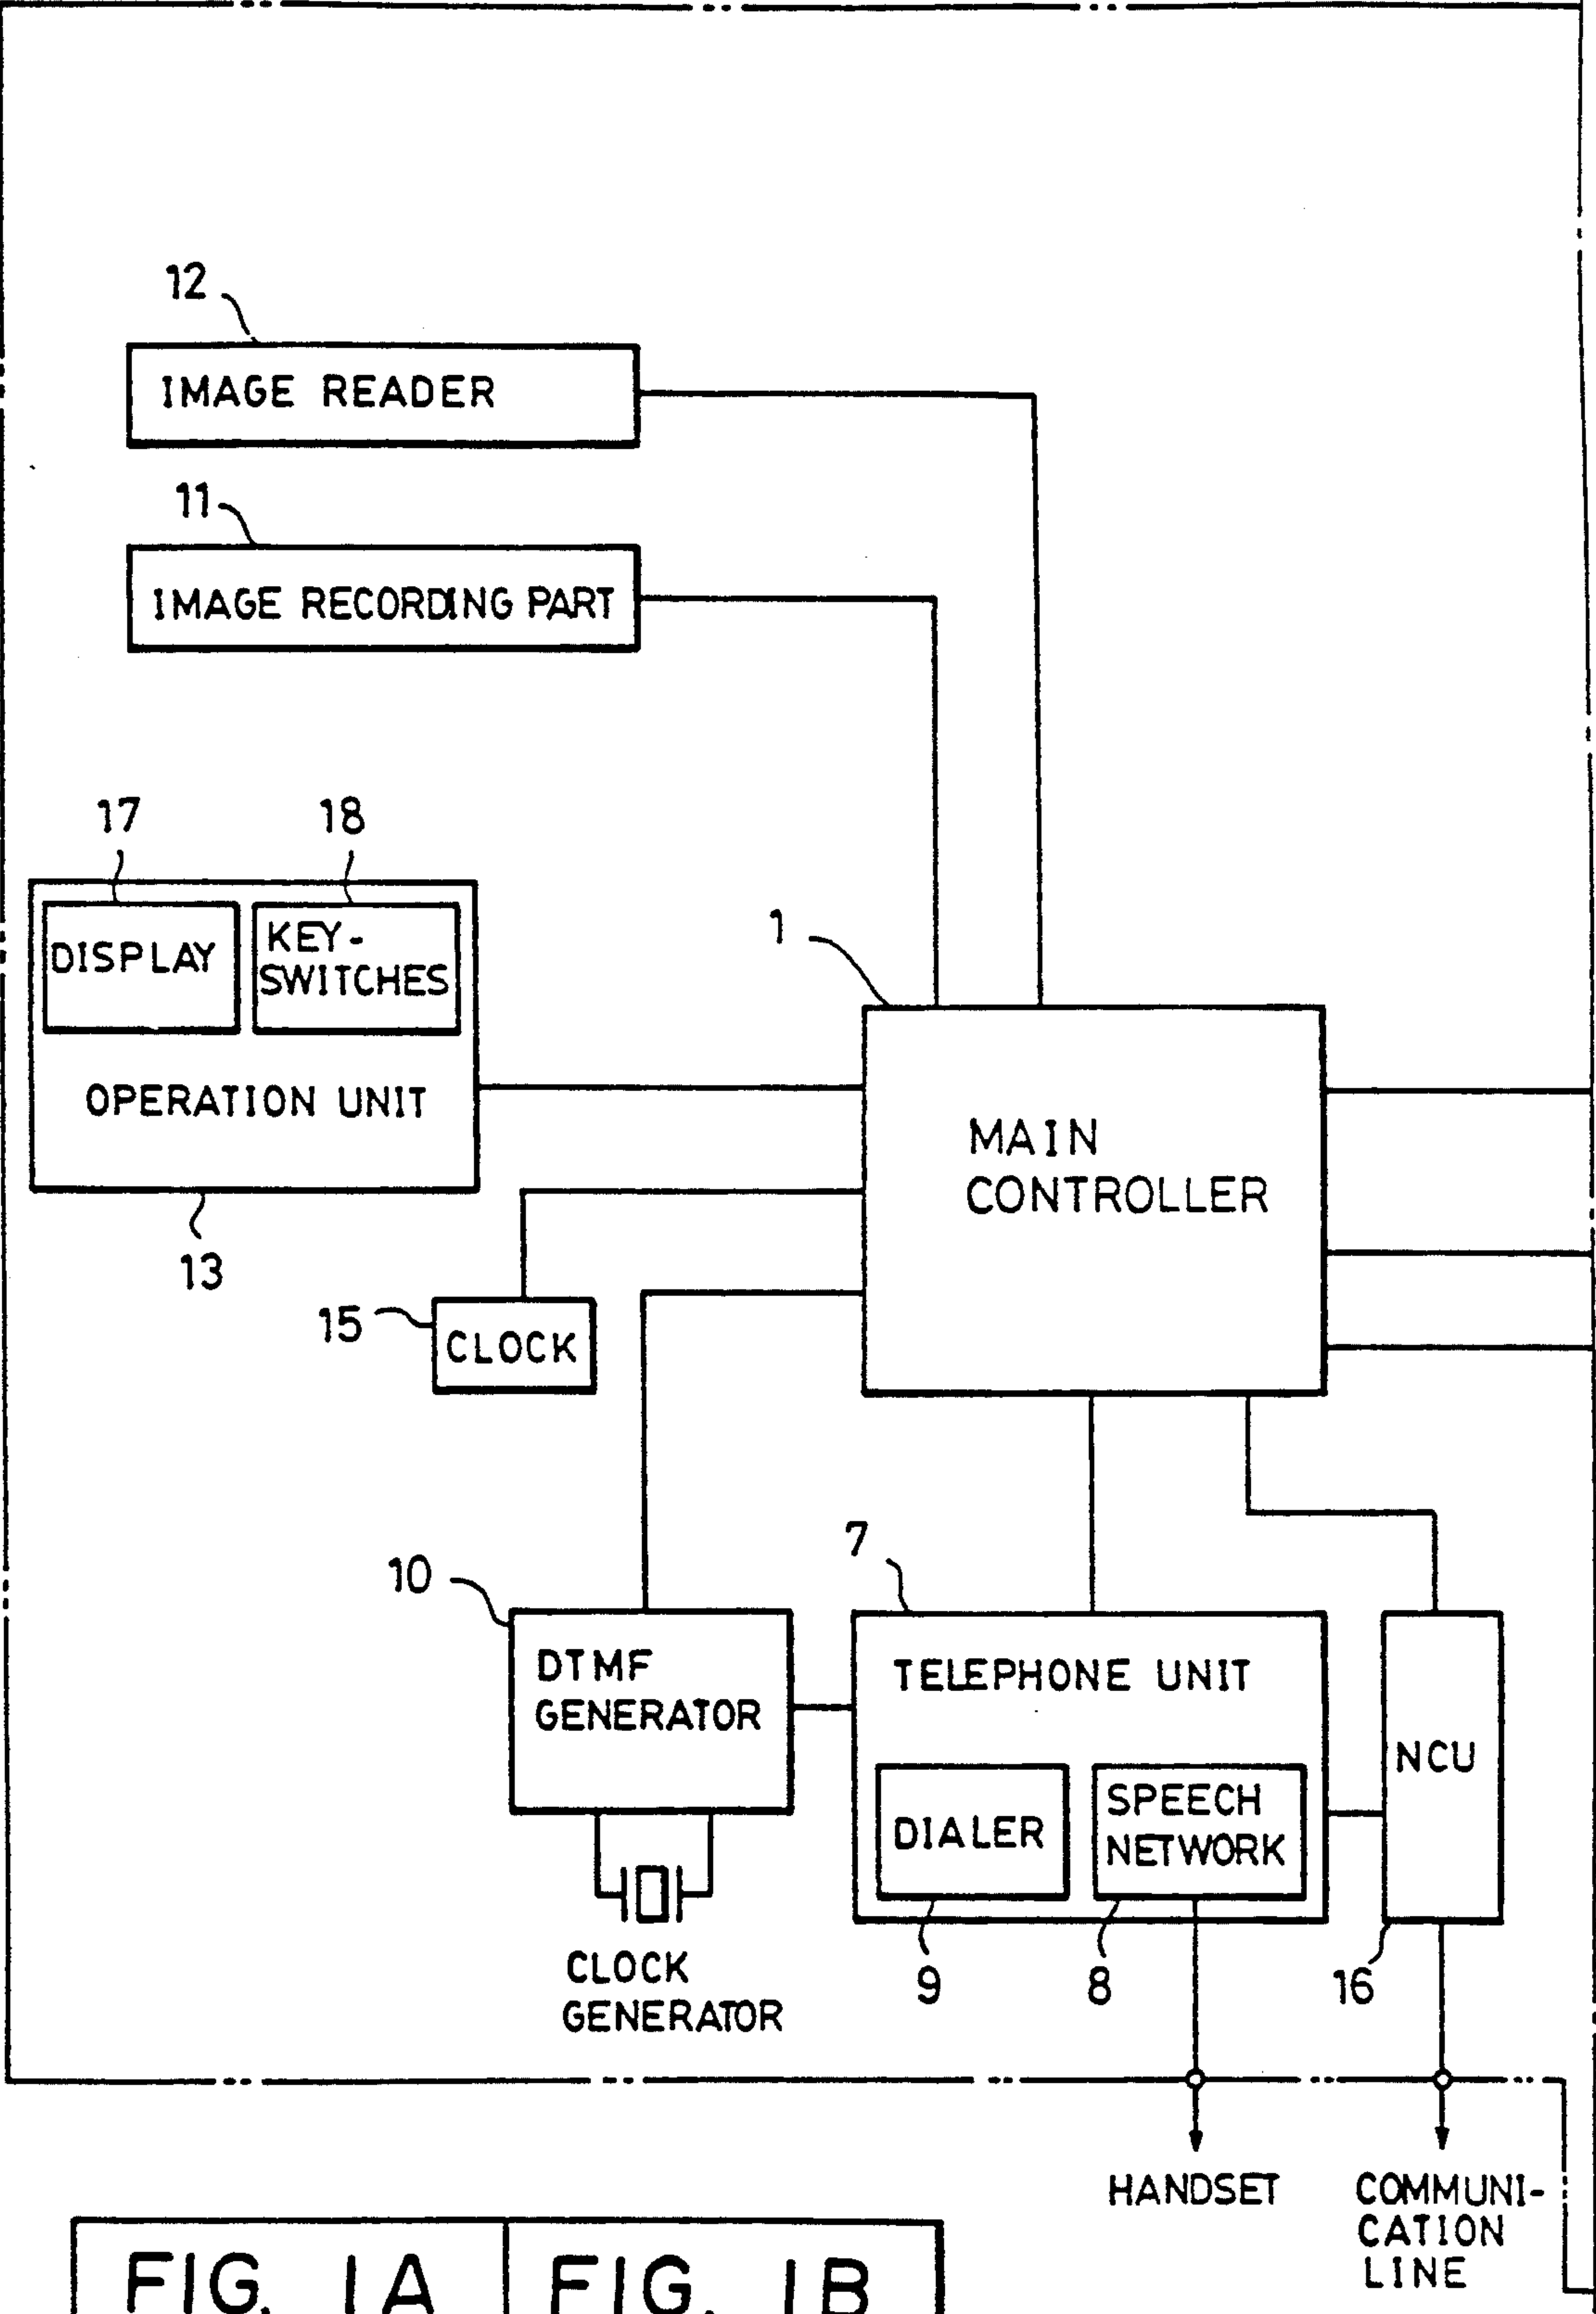 12
IMAGE READER
11
IMAGE RECORDING PART
17
18
DISPLAY
KEY-
SWITCHES
OPERATION UNIT
13
1
MAIN
CONTROLLER
15
CLOCK
10
DTMF
GENERATOR
CLOCK
GENERATOR
7
TELEPHONE UNIT
DIALER
SPEECH
NETWORK
9
8
NCU
16
HANDSET
COMMUNI-
CATION
LINE
FIG. 1A
FIG. 1B